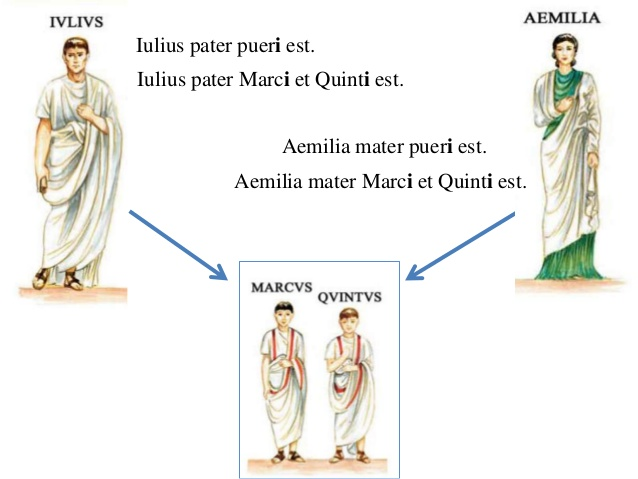 IVLIVS
AEMILIA
Iulius pater pueri est.
Iulius pater Marci et Quinti est.
Aemilia mater pueri est.
Aemilia mater Marci et Quinti est.
MARCVS
QVINTVS